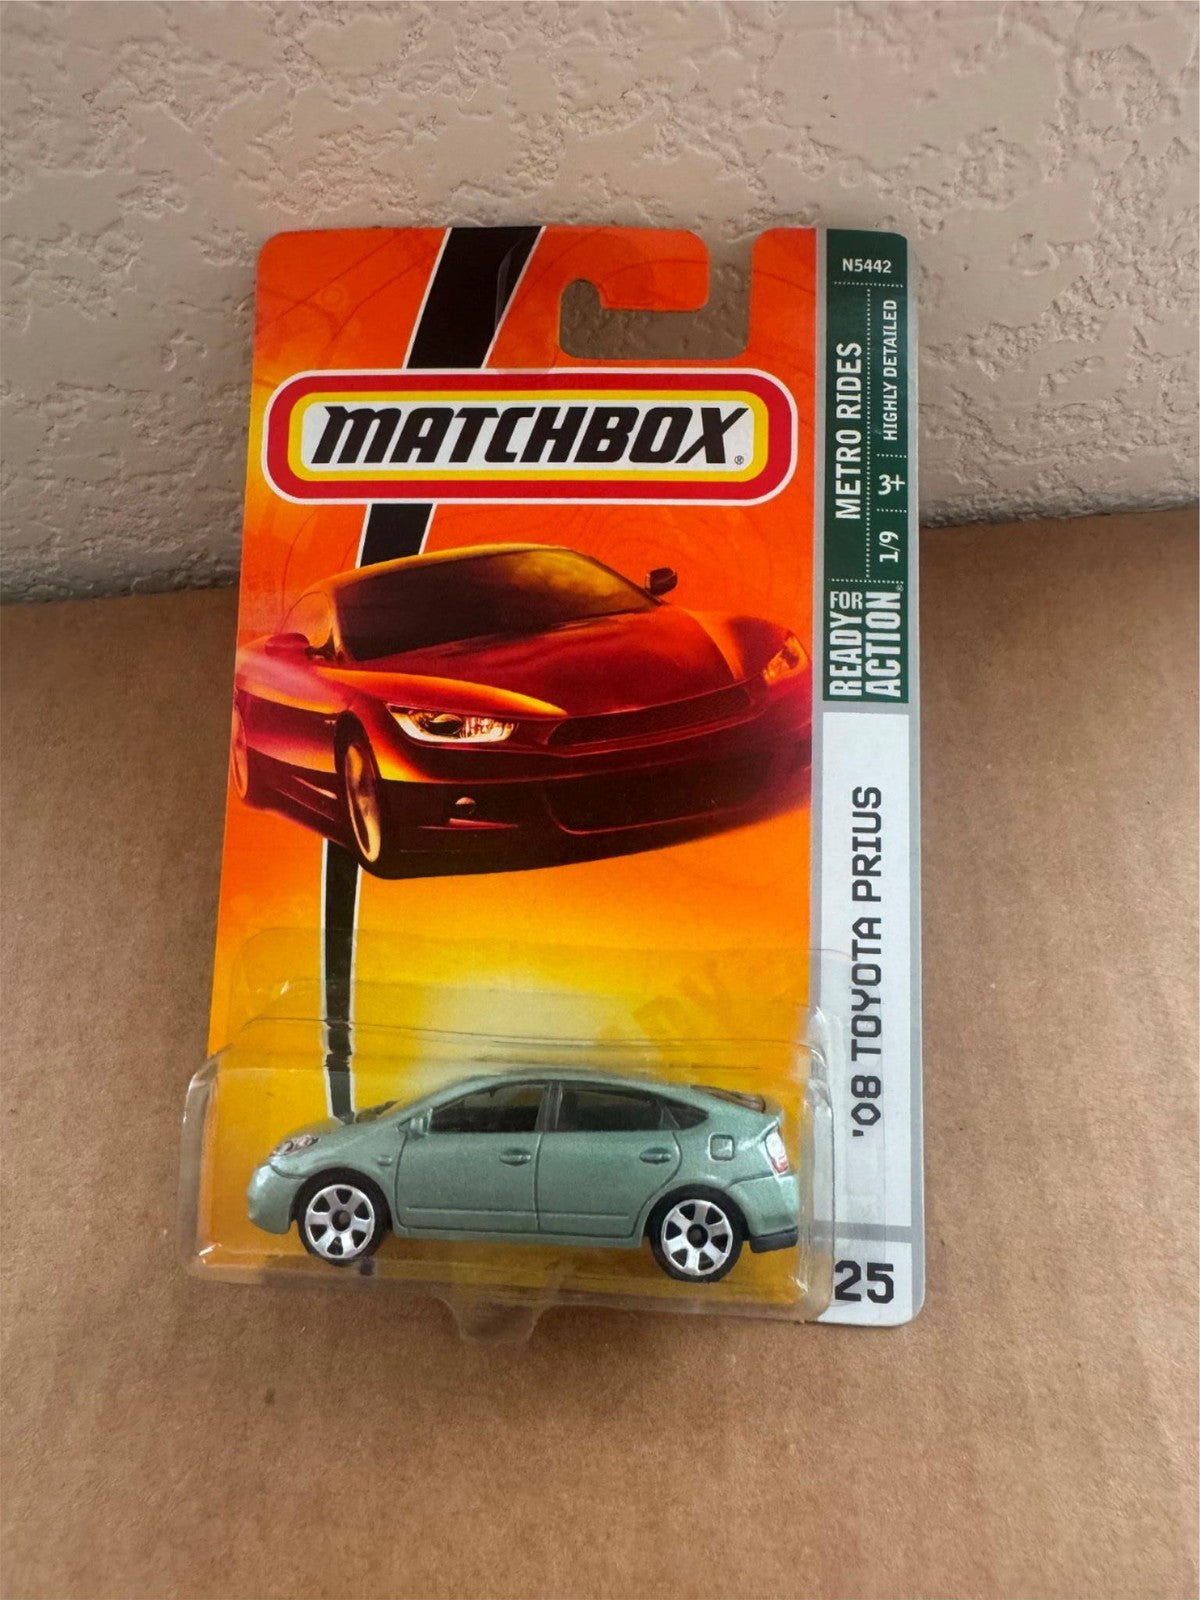 MATCHBOX®
N5442
METRO RIDES
HIGHLY DETAILED
3+
1/9
READY FOR ACTION®
'08 TOYOTA PRIUS
25